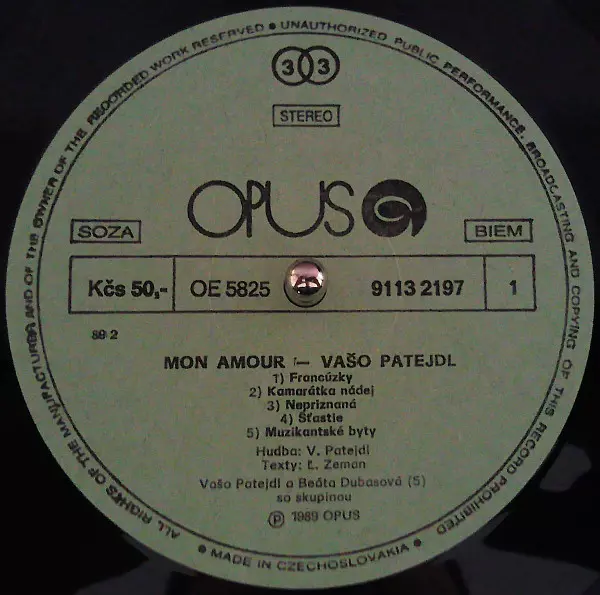 ALL RIGHTS OF THE MANUFACTURER AND OF THE OWNER OF THE RECORDED WORK RESERVED ● UNAUTHORIZED PUBLIC PERFORMANCE, BROADCASTING AND COPYING OF THIS RECORD PROHIBITED
33
STEREO
OPUS
SOZA
BIEM
Kčs 50,-
OE 5825
9113 2197
1
89 2
MON AMOUR – VAŠO PATEJDL
1) Francúzky
2) Kamarátka nádej
3) Nepriznaná
4) Šťastie
5) Muzikantské byty
Hudba: V. Patejdl
Texty: Ľ. Zeman
Vašo Patejdl a Beáta Dubasová (5)
so skupinou
℗ 1989 OPUS
● MADE IN CZECHOSLOVAKIA ●